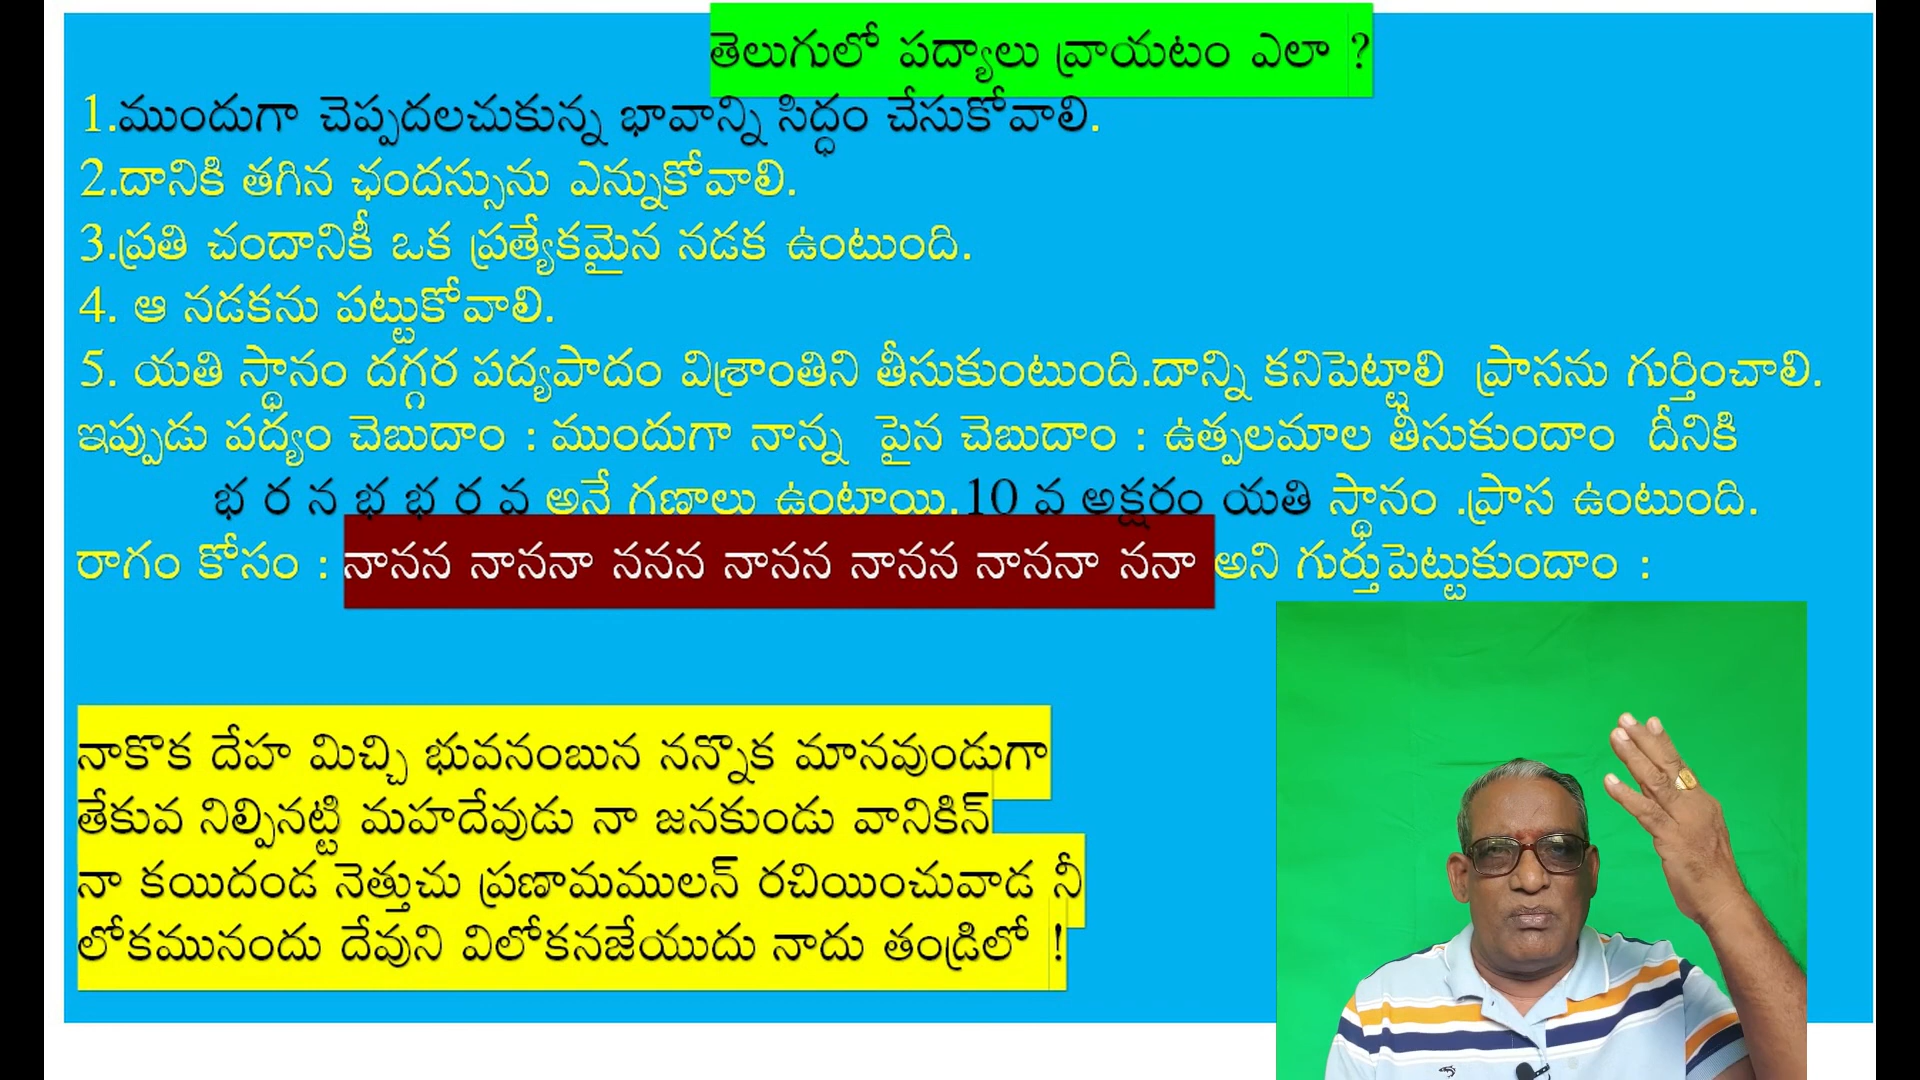 తెలుగులో పద్యాలు వ్రాయటం ఎలా ?
1.ముందుగా చెప్పదలచుకున్న భావాన్ని సిద్ధం చేసుకోవాలి.
2.దానికి తగిన ఛందస్సును ఎన్నుకోవాలి.
3.ప్రతి చందానికీ ఒక ప్రత్యేకమైన నడక ఉంటుంది.
4. ఆ నడకను పట్టుకోవాలి.
5. యతి స్థానం దగ్గర పద్యపాదం విశ్రాంతిని తీసుకుంటుంది.దాన్ని కనిపెట్టాలి ప్రాసను గుర్తించాలి.
ఇప్పుడు పద్యం చెబుదాం : ముందుగా నాన్న పైన చెబుదాం : ఉత్పలమాల తీసుకుందాం దీనికి
భ ర న భ భ ర వ అనే గణాలు ఉంటాయి.10 వ అక్షరం యతి స్థానం .ప్రాస ఉంటుంది.
రాగం కోసం : నానన నాననా ననన నానన నానన నాననా ననా అని గుర్తుపెట్టుకుందాం :
నాకొక దేహ మిచ్చి భువనంబున నన్నొక మానవుండుగా
తేకువ నిల్పినట్టి మహదేవుడు నా జనకుండు వానికిన్
నా కయిదండ నెత్తుచు ప్రణామములన్ రచియించువాడ నీ
లోకమునందు దేవుని విలోకనజేయుదు నాదు తండ్రిలో !